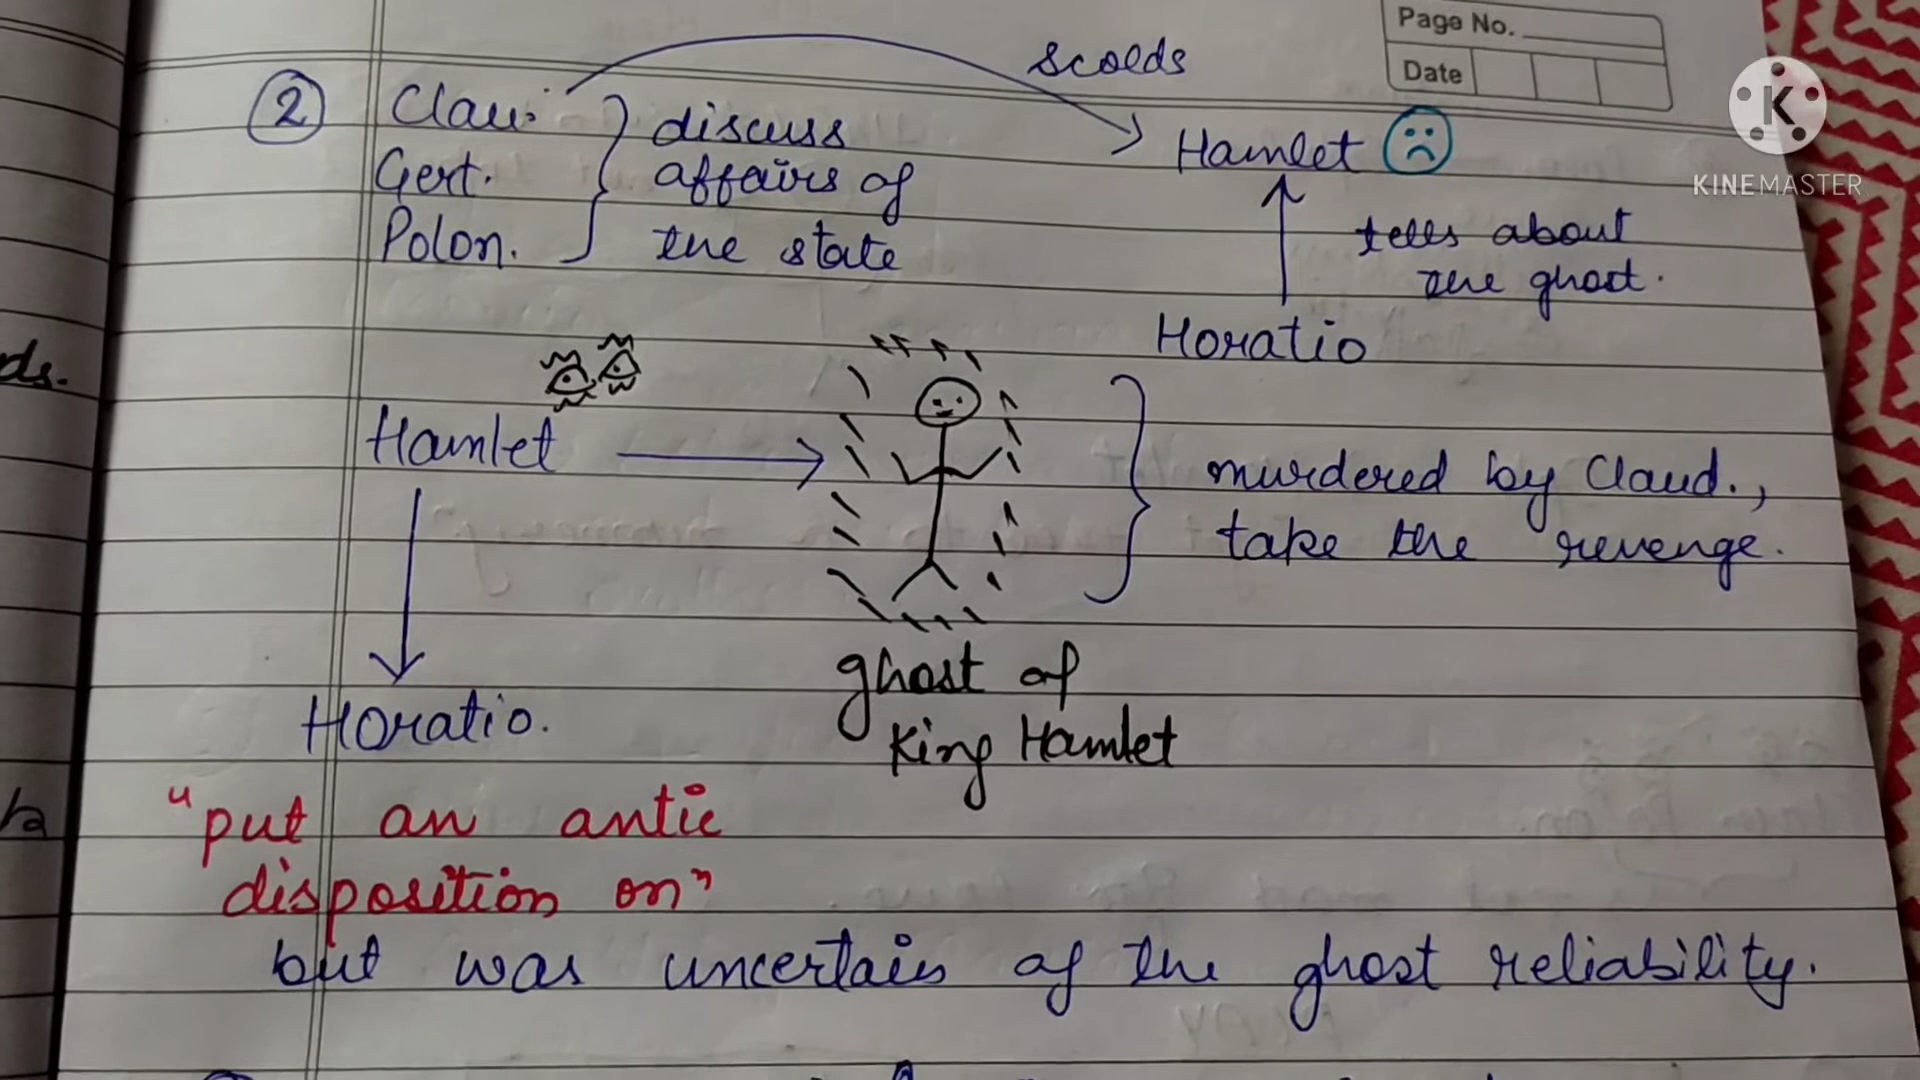 Page No.
Date
KINEMASTER
scolds
② Clau. } discuss
Gert. affairs of
Polon. the state
Hamlet
tells about
the ghost.
Horatio
Hamlet
murdered by Claud.,
take the revenge.
ghost of
King Hamlet
Horatio.
"put an antic
disposition on"
but was uncertain of the ghost reliability.
ds.